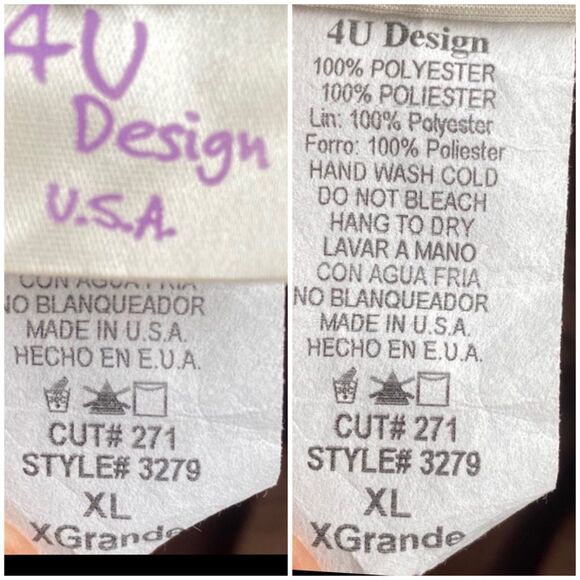 4U
Design
U.S.A.
CON AGUA FRIA
NO BLANQUEADOR
MADE IN U.S.A.
HECHO EN E.U.A.
CUT# 271
STYLE# 3279
XL
XGrande
4U Design
100% POLYESTER
100% POLIESTER
Lin: 100% Polyester
Forro: 100% Poliester
HAND WASH COLD
DO NOT BLEACH
HANG TO DRY
LAVAR A MANO
CON AGUA FRIA
NO BLANQUEADOR
MADE IN U.S.A.
HECHO EN E.U.A.
CUT# 271
STYLE# 3279
XL
XGrande